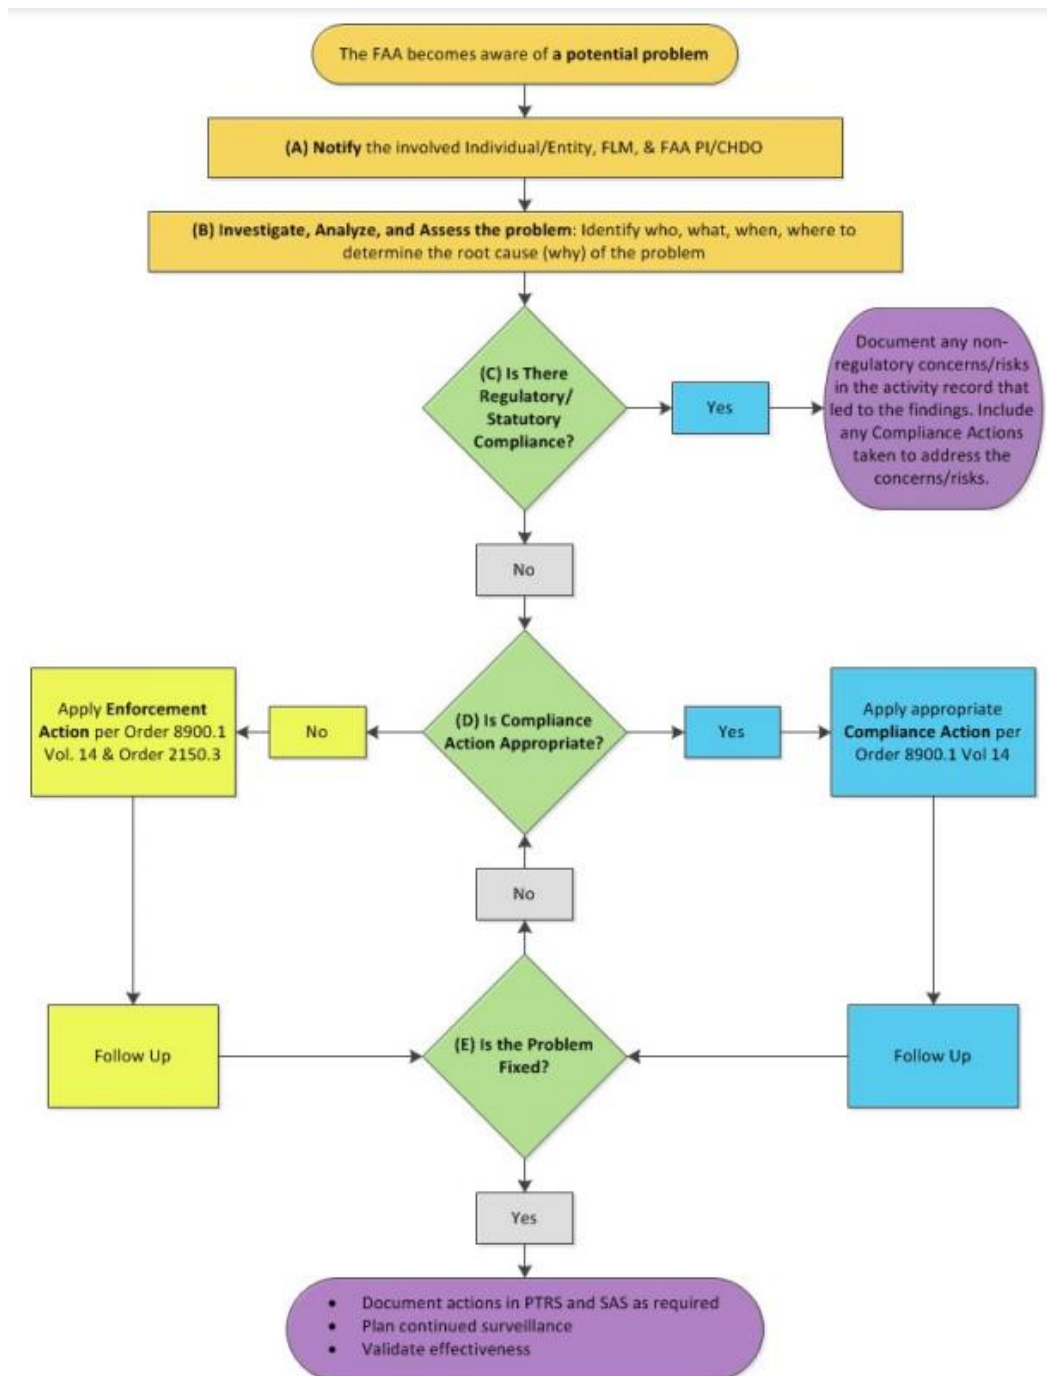 The FAA becomes aware of a potential problem
(A) Notify the involved Individual/Entity, FLM, & FAA PI/CHDO
(B) Investigate, Analyze, and Assess the problem: Identify who, what, when, where to
determine the root cause (why) of the problem
(C) Is There
Regulatory/
Statutory
Compliance?
Yes
Document any non-
regulatory concerns/risks
in the activity record that
led to the findings. Include
any Compliance Actions
taken to address the
concerns/risks.
No
Apply Enforcement
Action per Order 8900.1
Vol. 14 & Order 2150.3
No
(D) Is Compliance
Action Appropriate?
Yes
Apply appropriate
Compliance Action per
Order 8900.1 Vol 14
No
Follow Up
(E) Is the Problem
Fixed?
Follow Up
Yes
• Document actions in PTRS and SAS as required
• Plan continued surveillance
• Validate effectiveness